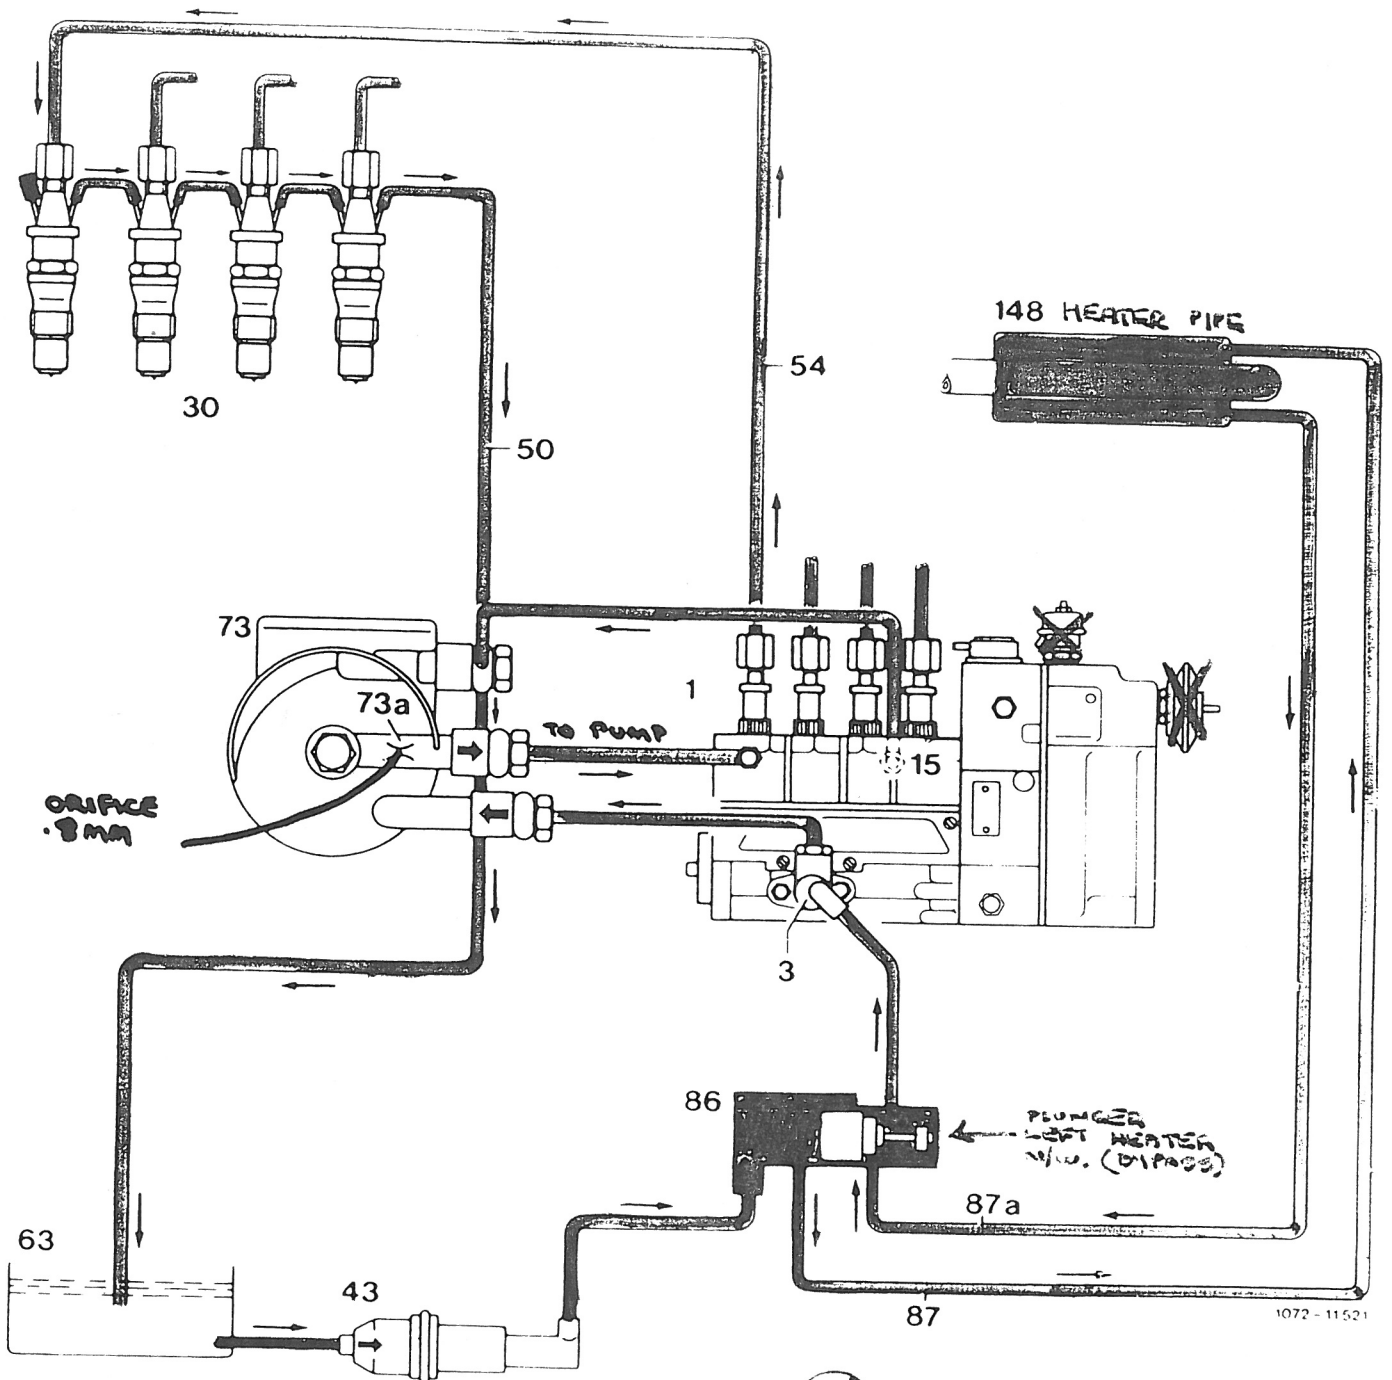 148 HEATER PIPE
54
30
50
73
1
73a
TO PUMP
15
ORIFICE
.8MM
3
86
PLUNGER
LEFT HEATER
(BYPASS)
87a
63
43
87
1072 - 11521